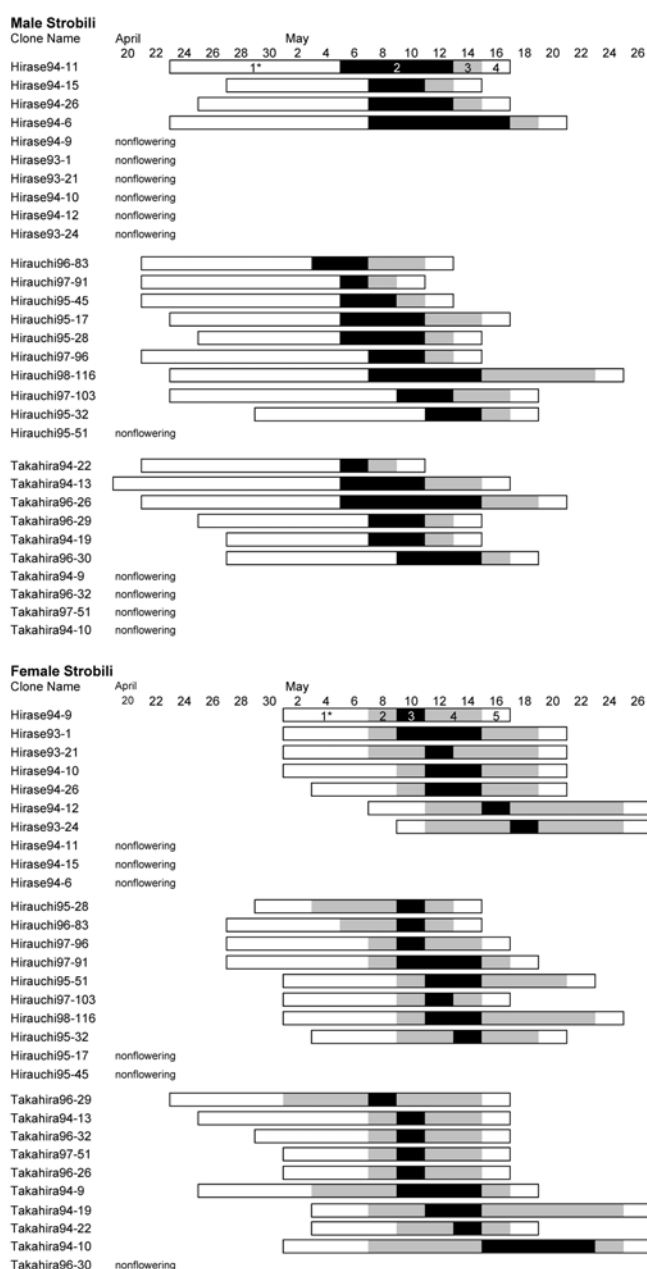 Male Strobili
Clone Name April May
20 22 24 26 28 30 2 4 6 8 10 12 14 16 18 20 22 24 26
Hirase94-11 1* 2 3 4
Hirase94-15
Hirase94-26
Hirase94-6
Hirase94-9 nonflowering
Hirase93-1 nonflowering
Hirase93-21 nonflowering
Hirase94-10 nonflowering
Hirase94-12 nonflowering
Hirase93-24 nonflowering
Hirauchi96-83
Hirauchi97-91
Hirauchi95-45
Hirauchi95-17
Hirauchi95-28
Hirauchi97-96
Hirauchi98-116
Hirauchi97-103
Hirauchi95-32
Hirauchi95-51 nonflowering
Takahira94-22
Takahira94-13
Takahira96-26
Takahira96-29
Takahira94-19
Takahira96-30
Takahira94-9 nonflowering
Takahira96-32 nonflowering
Takahira97-51 nonflowering
Takahira94-10 nonflowering
Female Strobili
Clone Name April May
20 22 24 26 28 30 2 4 6 8 10 12 14 16 18 20 22 24 26
Hirase94-9 1* 2 3 4 5
Hirase93-1
Hirase93-21
Hirase94-10
Hirase94-26
Hirase94-12
Hirase93-24
Hirase94-11 nonflowering
Hirase94-15 nonflowering
Hirase94-6 nonflowering
Hirauchi95-28
Hirauchi96-83
Hirauchi97-96
Hirauchi97-91
Hirauchi95-51
Hirauchi97-103
Hirauchi98-116
Hirauchi95-32
Hirauchi95-17 nonflowering
Hirauchi95-45 nonflowering
Takahira96-29
Takahira94-13
Takahira96-32
Takahira97-51
Takahira96-26
Takahira94-9
Takahira94-19
Takahira94-22
Takahira94-10
Takahira96-30 nonflowering